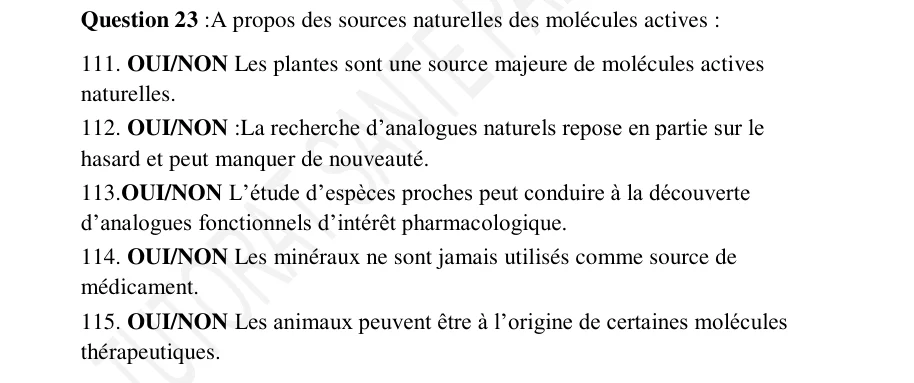 Question 23 :A propos des sources naturelles des molécules actives :
111. OUI/NON Les plantes sont une source majeure de molécules actives
naturelles.
112. OUI/NON :La recherche d’analogues naturels repose en partie sur le
hasard et peut manquer de nouveauté.
113.OUI/NON L’étude d’espèces proches peut conduire à la découverte
d’analogues fonctionnels d’intérêt pharmacologique.
114. OUI/NON Les minéraux ne sont jamais utilisés comme source de
médicament.
115. OUI/NON Les animaux peuvent être à l’origine de certaines molécules
thérapeutiques.
TUTORAT SANTE PA